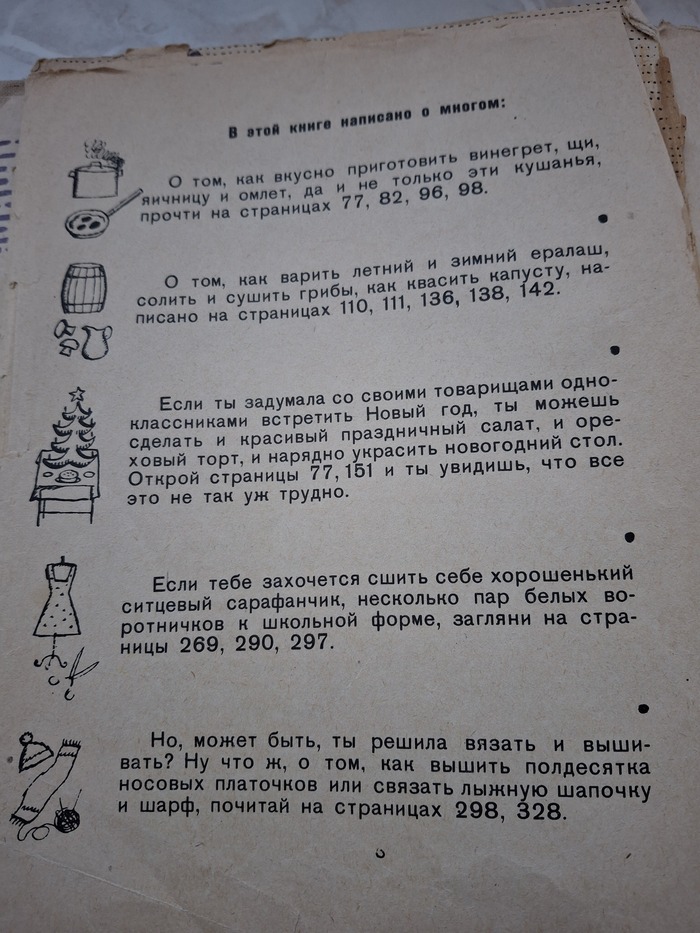 В этой книге написано о многом:
О том, как вкусно приготовить винегрет, щи,
яичницу и омлет, да и не только эти кушанья,
прочти на страницах 77, 82, 96, 98.
О том, как варить летний и зимний ералаш,
солить и сушить грибы, как квасить капусту, на-
писано на страницах 110, 111, 136, 138, 142.
Если ты задумала со своими товарищами одно-
классниками встретить Новый год, ты можешь
сделать и красивый праздничный салат, и оре-
ховый торт, и нарядно украсить новогодний стол.
Открой страницы 77, 151 и ты увидишь, что все
это не так уж трудно.
Если тебе захочется сшить себе хорошенький
ситцевый сарафанчик, несколько пар белых во-
ротничков к школьной форме, загляни на стра-
ницы 269, 290, 297.
Но, может быть, ты решила вязать и выши-
вать? Ну что ж, о том, как вышить полдесятка
носовых платочков или связать лыжную шапочку
и шарф, почитай на страницах 298, 328.